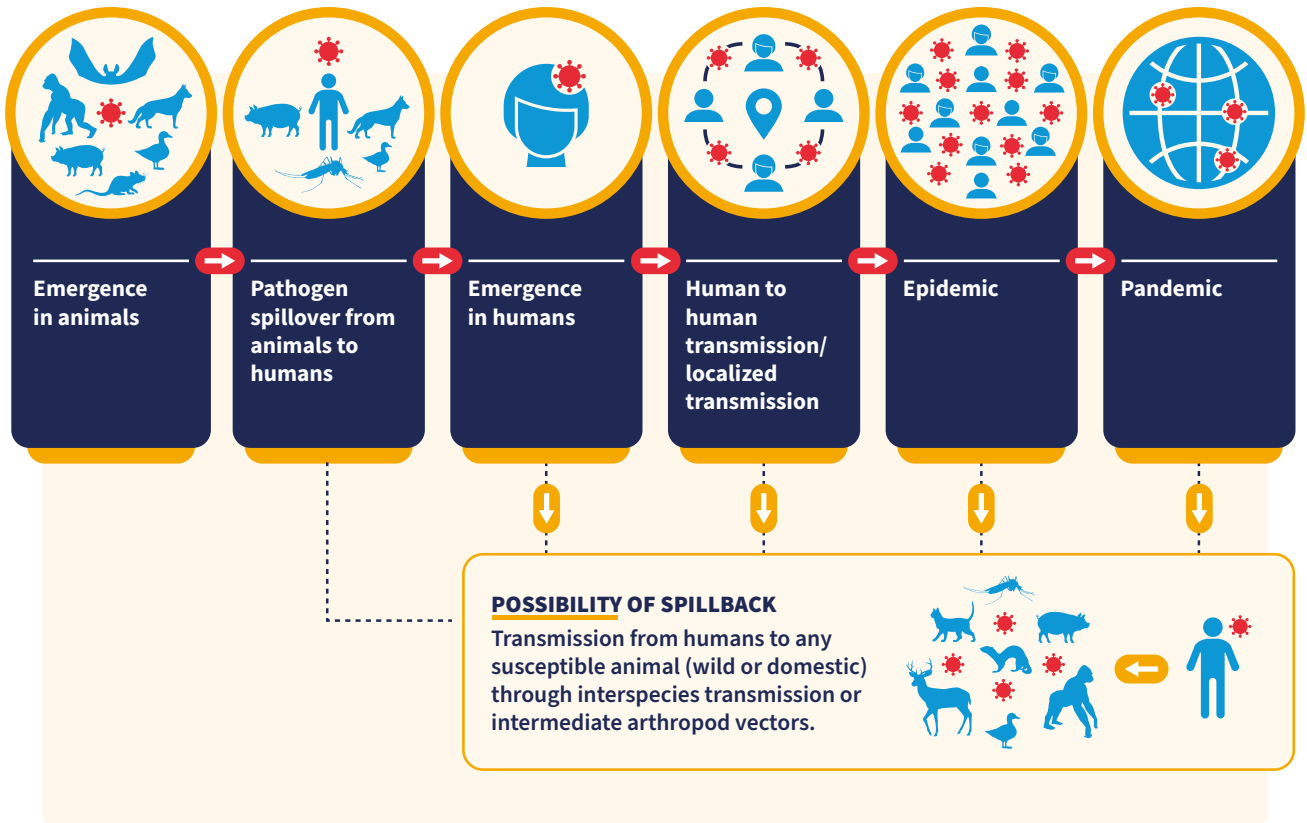 Emergence
in animals
Pathogen
spillover from
animals to
humans
Emergence
in humans
Human to
human
transmission/
localized
transmission
Epidemic
Pandemic
POSSIBILITY OF SPILLBACK
Transmission from humans to any
susceptible animal (wild or domestic)
through interspecies transmission or
intermediate arthropod vectors.